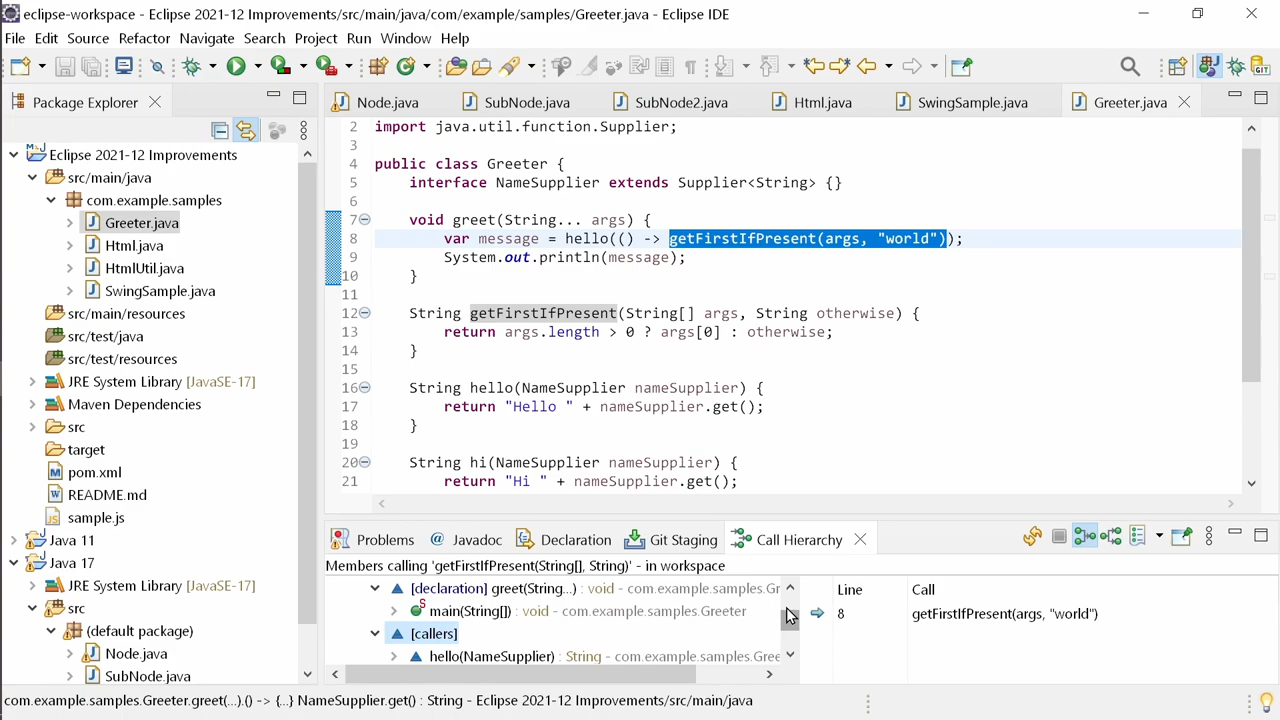 eclipse-workspace - Eclipse 2021-12 Improvements/src/main/java/com/example/samples/Greeter.java - Eclipse IDE
File Edit Source Refactor Navigate Search Project Run Window Help
Package Explorer
Node.java SubNode.java SubNode2.java Html.java SwingSample.java Greeter.java
Eclipse 2021-12 Improvements
src/main/java
com.example.samples
Greeter.java
Html.java
HtmlUtil.java
SwingSample.java
src/main/resources
src/test/java
src/test/resources
JRE System Library [JavaSE-17]
Maven Dependencies
src
target
pom.xml
README.md
sample.js
Java 11
Java 17
JRE System Library [JavaSE-17]
src
(default package)
Node.java
SubNode.java
2 import java.util.function.Supplier;
3
4 public class Greeter {
5 interface NameSupplier extends Supplier<String> {}
6
7 void greet(String... args) {
8 var message = hello(() -> getFirstIfPresent(args, "world"));
9 System.out.println(message);
10 }
11
12 String getFirstIfPresent(String[] args, String otherwise) {
13 return args.length > 0 ? args[0] : otherwise;
14 }
15
16 String hello(NameSupplier nameSupplier) {
17 return "Hello " + nameSupplier.get();
18 }
19
20 String hi(NameSupplier nameSupplier) {
21 return "Hi " + nameSupplier.get();
Problems @ Javadoc Declaration Git Staging Call Hierarchy
Members calling 'getFirstIfPresent(String[], String)' - in workspace
[declaration] greet(String...) : void - com.example.samples.Gr
main(String[]) : void - com.example.samples.Greeter
[callers]
hello(NameSupplier) : String - com.example.samples.Gree
Line Call
8 getFirstIfPresent(args, "world")
com.example.samples.Greeter.greet(...).() -> {...} NameSupplier.get() : String - Eclipse 2021-12 Improvements/src/main/java